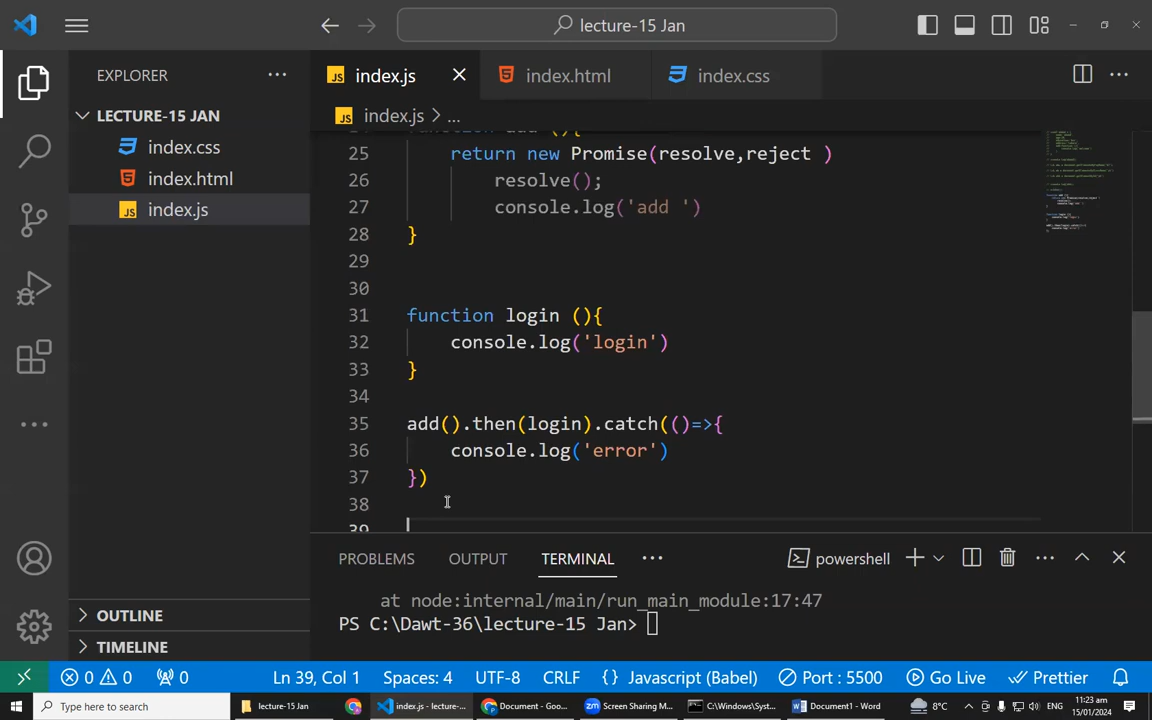 lecture-15 Jan
EXPLORER
LECTURE-15 JAN
index.css
index.html
JS index.js
JS index.js
index.html
index.css
JS index.js > ...
25 return new Promise(resolve,reject )
26 resolve();
27 console.log('add ')
28 }
29
30
31 function login (){
32 console.log('login')
33 }
34
35 add().then(login).catch(()=>{
36 console.log('error')
37 })
38
39
PROBLEMS OUTPUT TERMINAL ... powershell
at node:internal/main/run_main_module:17:47
PS C:\Dawt-36\lecture-15 Jan>
OUTLINE
TIMELINE
0 0 0 Ln 39, Col 1 Spaces: 4 UTF-8 CRLF {} Javascript (Babel) Port : 5500 Go Live Prettier
Type here to search lecture-15 Jan index.js - lecture-... Document - Goo... zm Screen Sharing M... C:\Windows\Syst... Document1 - Word 8°C ENG 11:23 am
15/01/2024